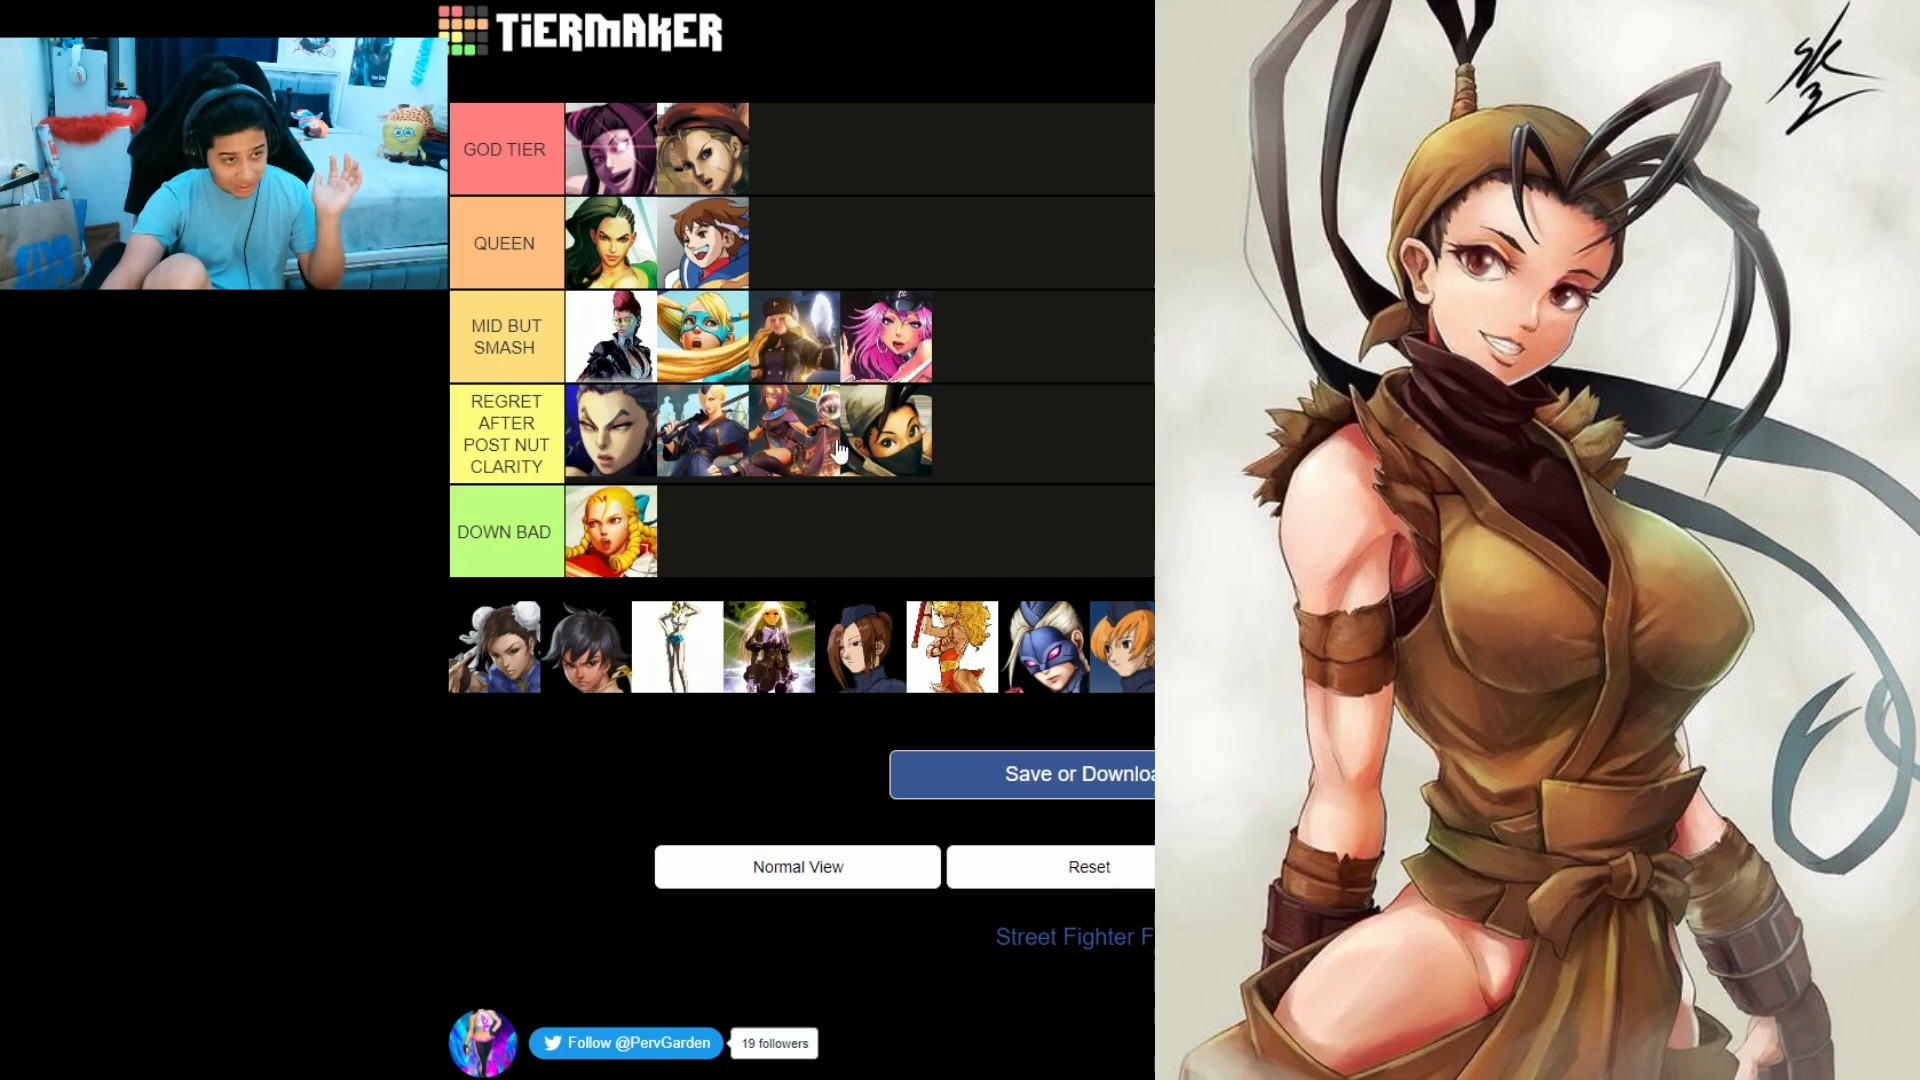 TiERMAKER
GOD TIER
QUEEN
MID BUT
SMASH
REGRET
AFTER
POST NUT
CLARITY
DOWN BAD
Save or Downloa
Normal View
Reset
Street Fighter F
Follow @PervGarden
19 followers